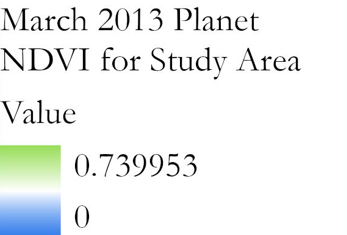 March 2013 Planet
NDVI for Study Area
Value
0.739953
0